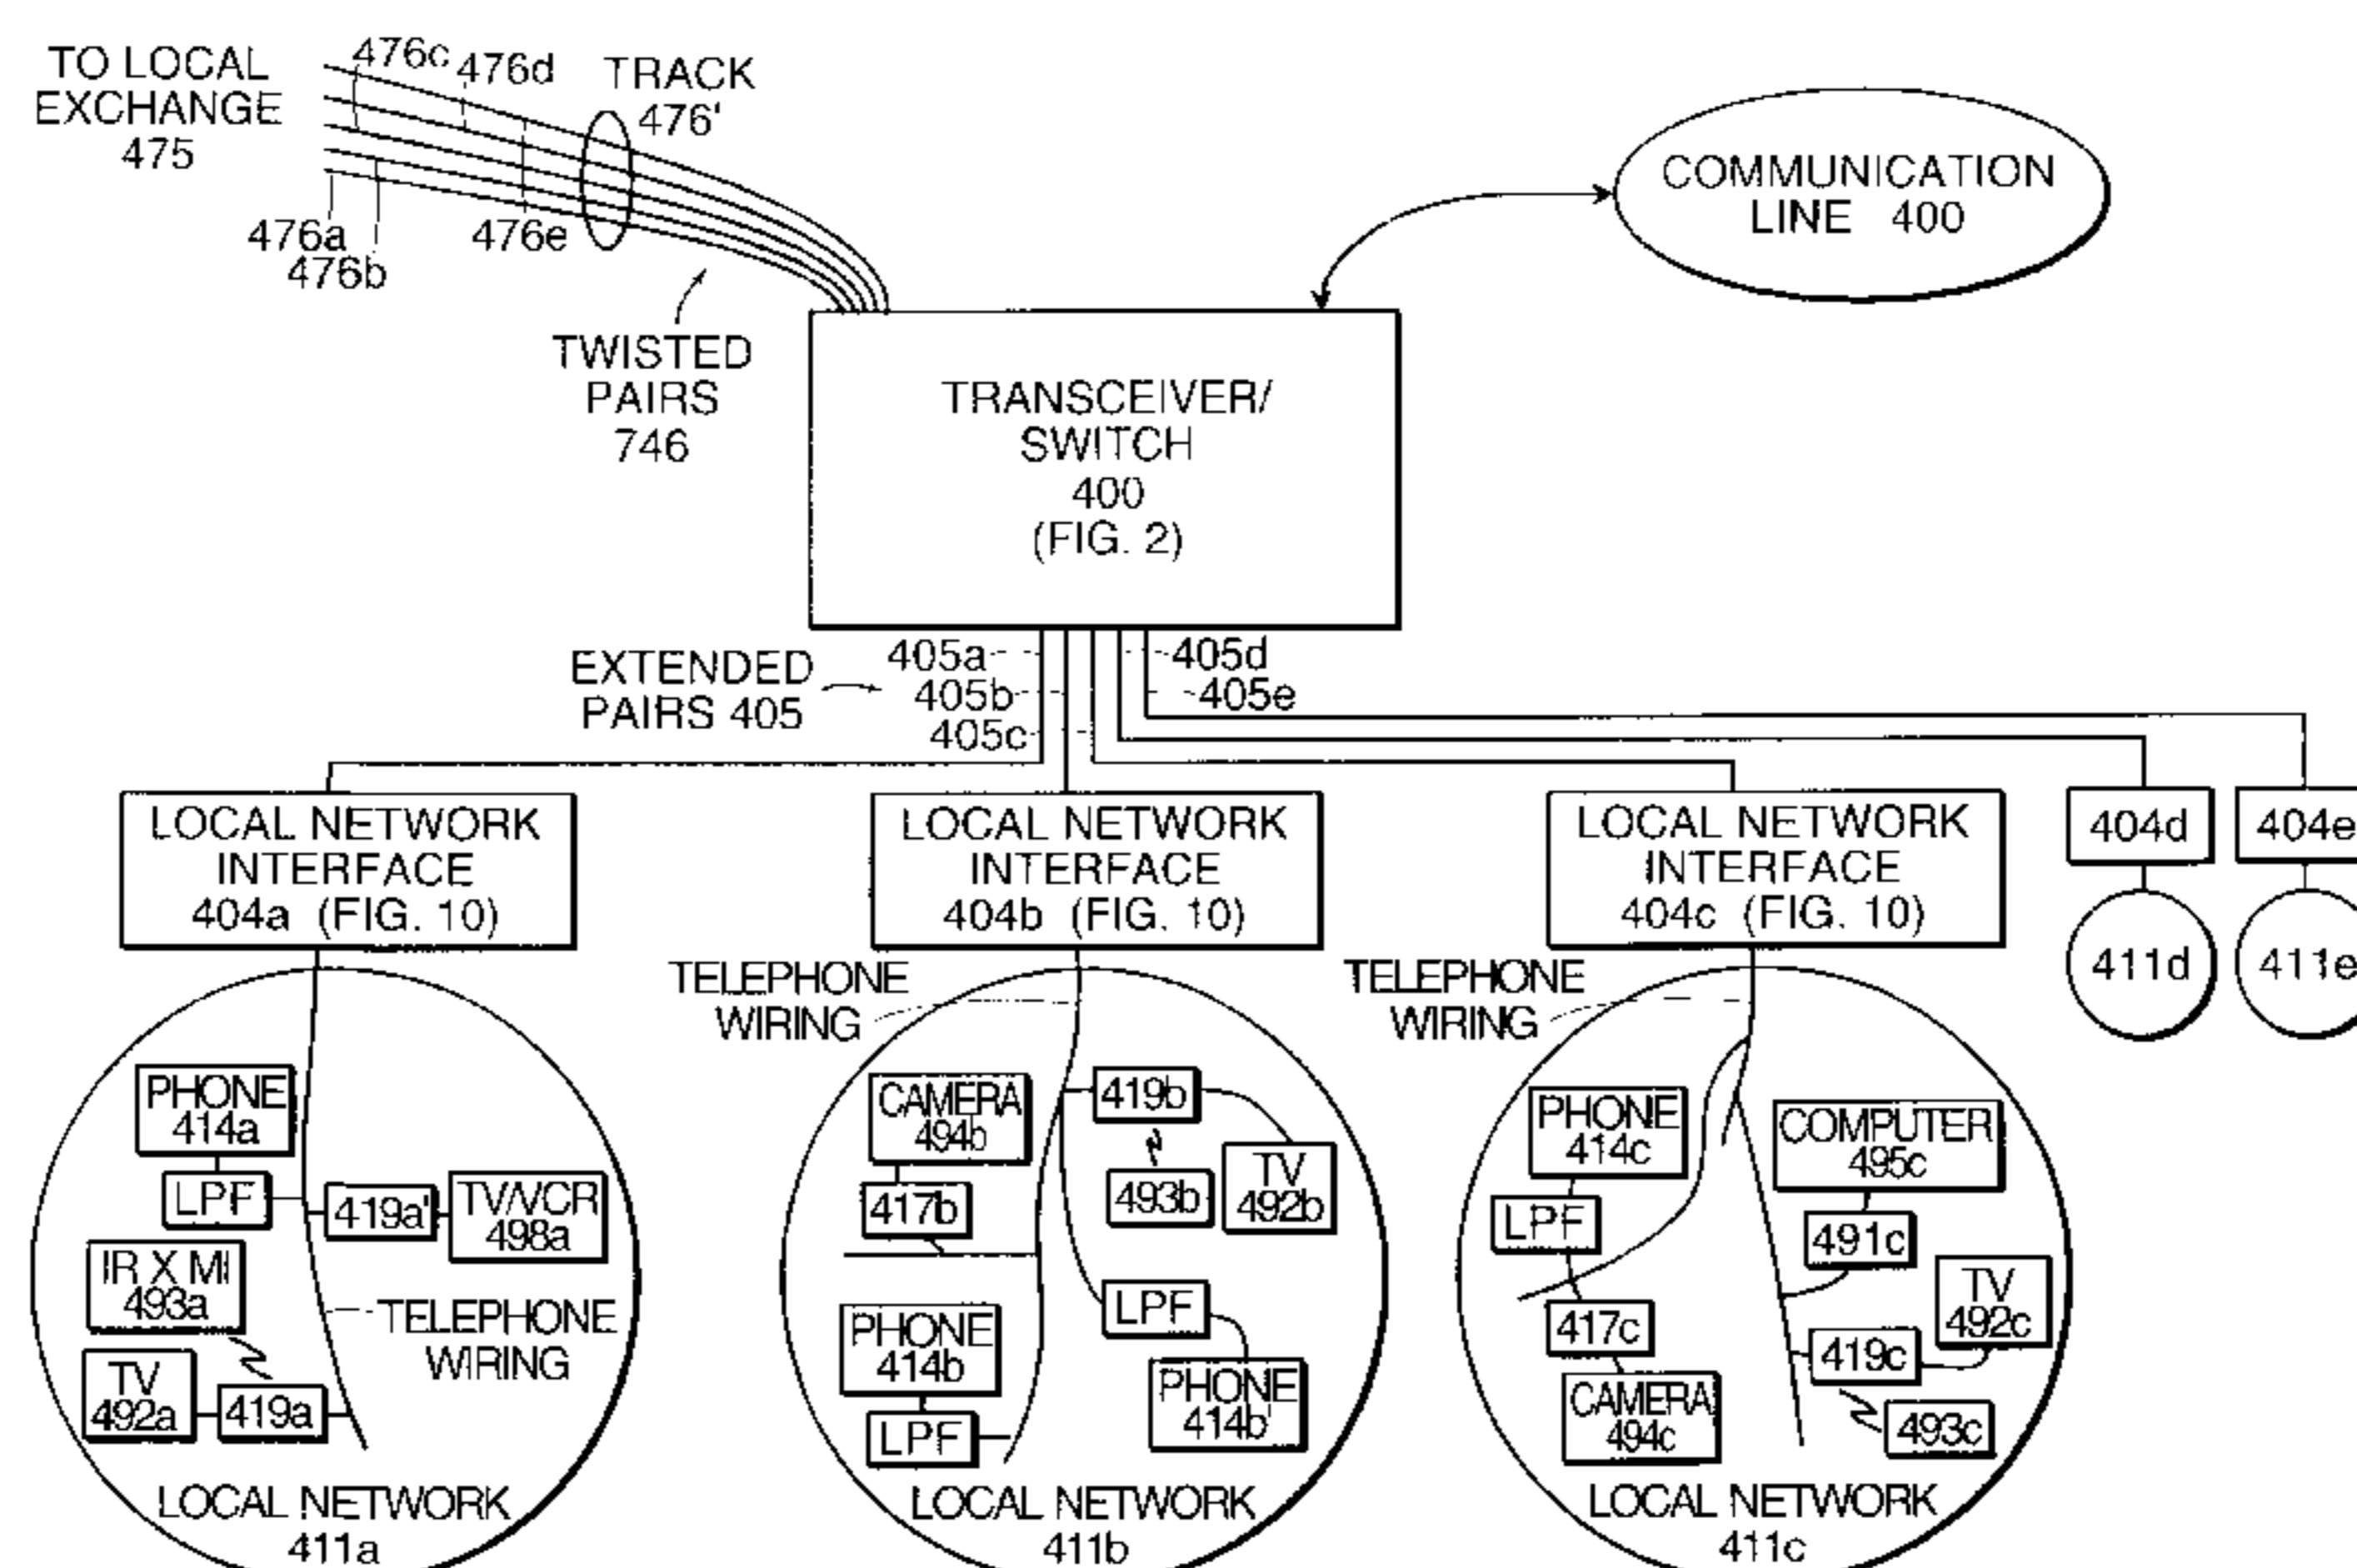 TO LOCAL
EXCHANGE
475
476c
476d
TRACK
476'
476a
476b
476e
TWISTED
PAIRS
746
COMMUNICATION
LINE 400
TRANSCEIVER/
SWITCH
400
(FIG. 2)
EXTENDED
PAIRS 405
405a
405b
405c
405d
405e
LOCAL NETWORK
INTERFACE
404a (FIG. 10)
LOCAL NETWORK
INTERFACE
404b (FIG. 10)
LOCAL NETWORK
INTERFACE
404c (FIG. 10)
404d
404e
411d
411e
PHONE
414a
LPF
419a'
TV/VCR
498a
IR X MI
493a
TELEPHONE
WIRING
TV
492a
419a
LOCAL NETWORK
411a
TELEPHONE
WIRING
CAMERA
494b
417b
419b
493b
TV
492b
PHONE
414b
LPF
LPF
PHONE
414b'
LOCAL NETWORK
411b
TELEPHONE
WIRING
PHONE
414c
LPF
417c
CAMERA
494c
COMPUTER
495c
491c
TV
492c
419c
493c
LOCAL NETWORK
411c